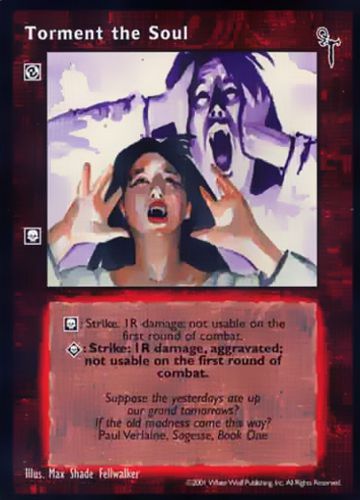 Torment the Soul
: Strike: 1R damage; not usable on the
first round of combat.
: Strike: 1R damage, aggravated;
not usable on the first round of
combat.
Suppose the yesterdays ate up
our grand tomorrows?
If the old madness came this way?
Paul Verlaine, Sagesse, Book One
Illus. Max Shade Fellwalker
©2001 White Wolf Publishing, Inc. All Rights Reserved.